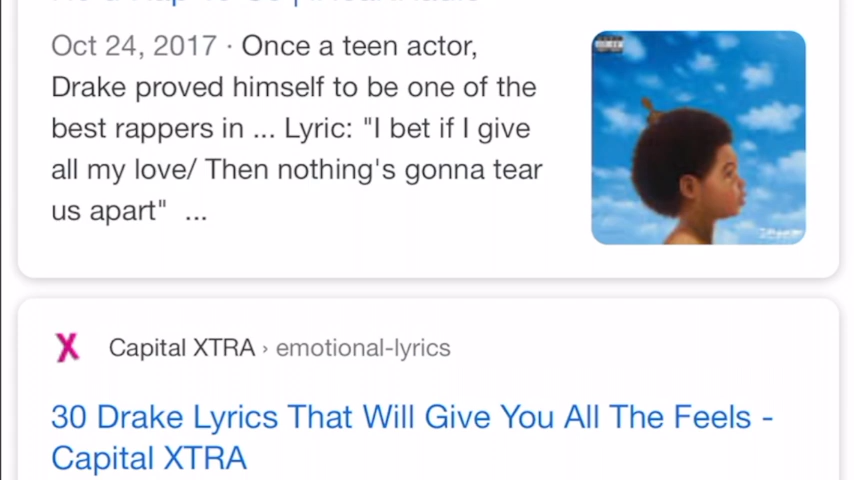 Oct 24, 2017 · Once a teen actor,
Drake proved himself to be one of the
best rappers in ... Lyric: "I bet if I give
all my love/ Then nothing's gonna tear
us apart" ...
X Capital XTRA › emotional-lyrics
30 Drake Lyrics That Will Give You All The Feels -
Capital XTRA